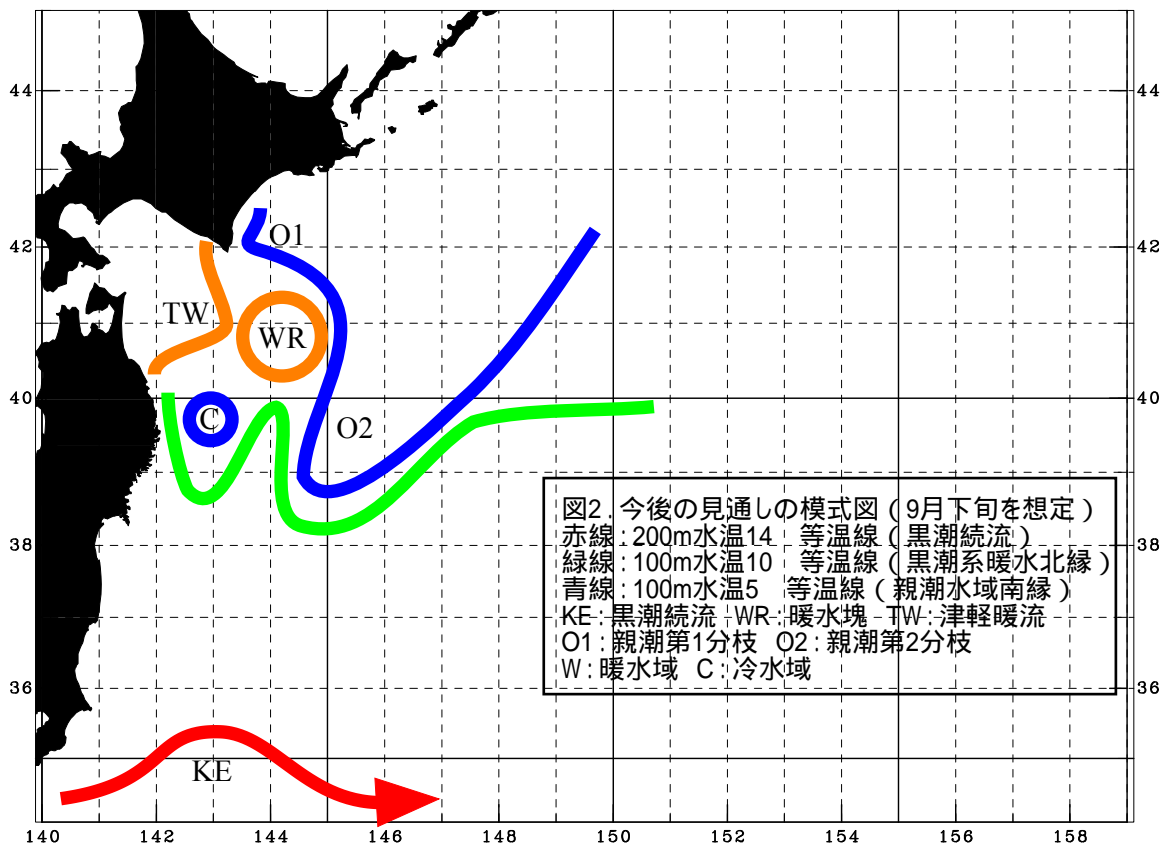 44 44
O1
42 42
TW
WR
40 40
C
O2
図2.今後の見通しの模式図(9月下旬を想定)
赤線:200m水温14 等温線(黒潮続流)
38 緑線:100m水温10 等温線(黒潮系暖水北縁) 38
青線:100m水温5 等温線(親潮水域南縁)
KE:黒潮続流 WR:暖水塊 TW:津軽暖流
O1:親潮第1分枝 O2:親潮第2分枝
W:暖水域 C:冷水域
36 36
KE
140 142 144 146 148 150 152 154 156 158